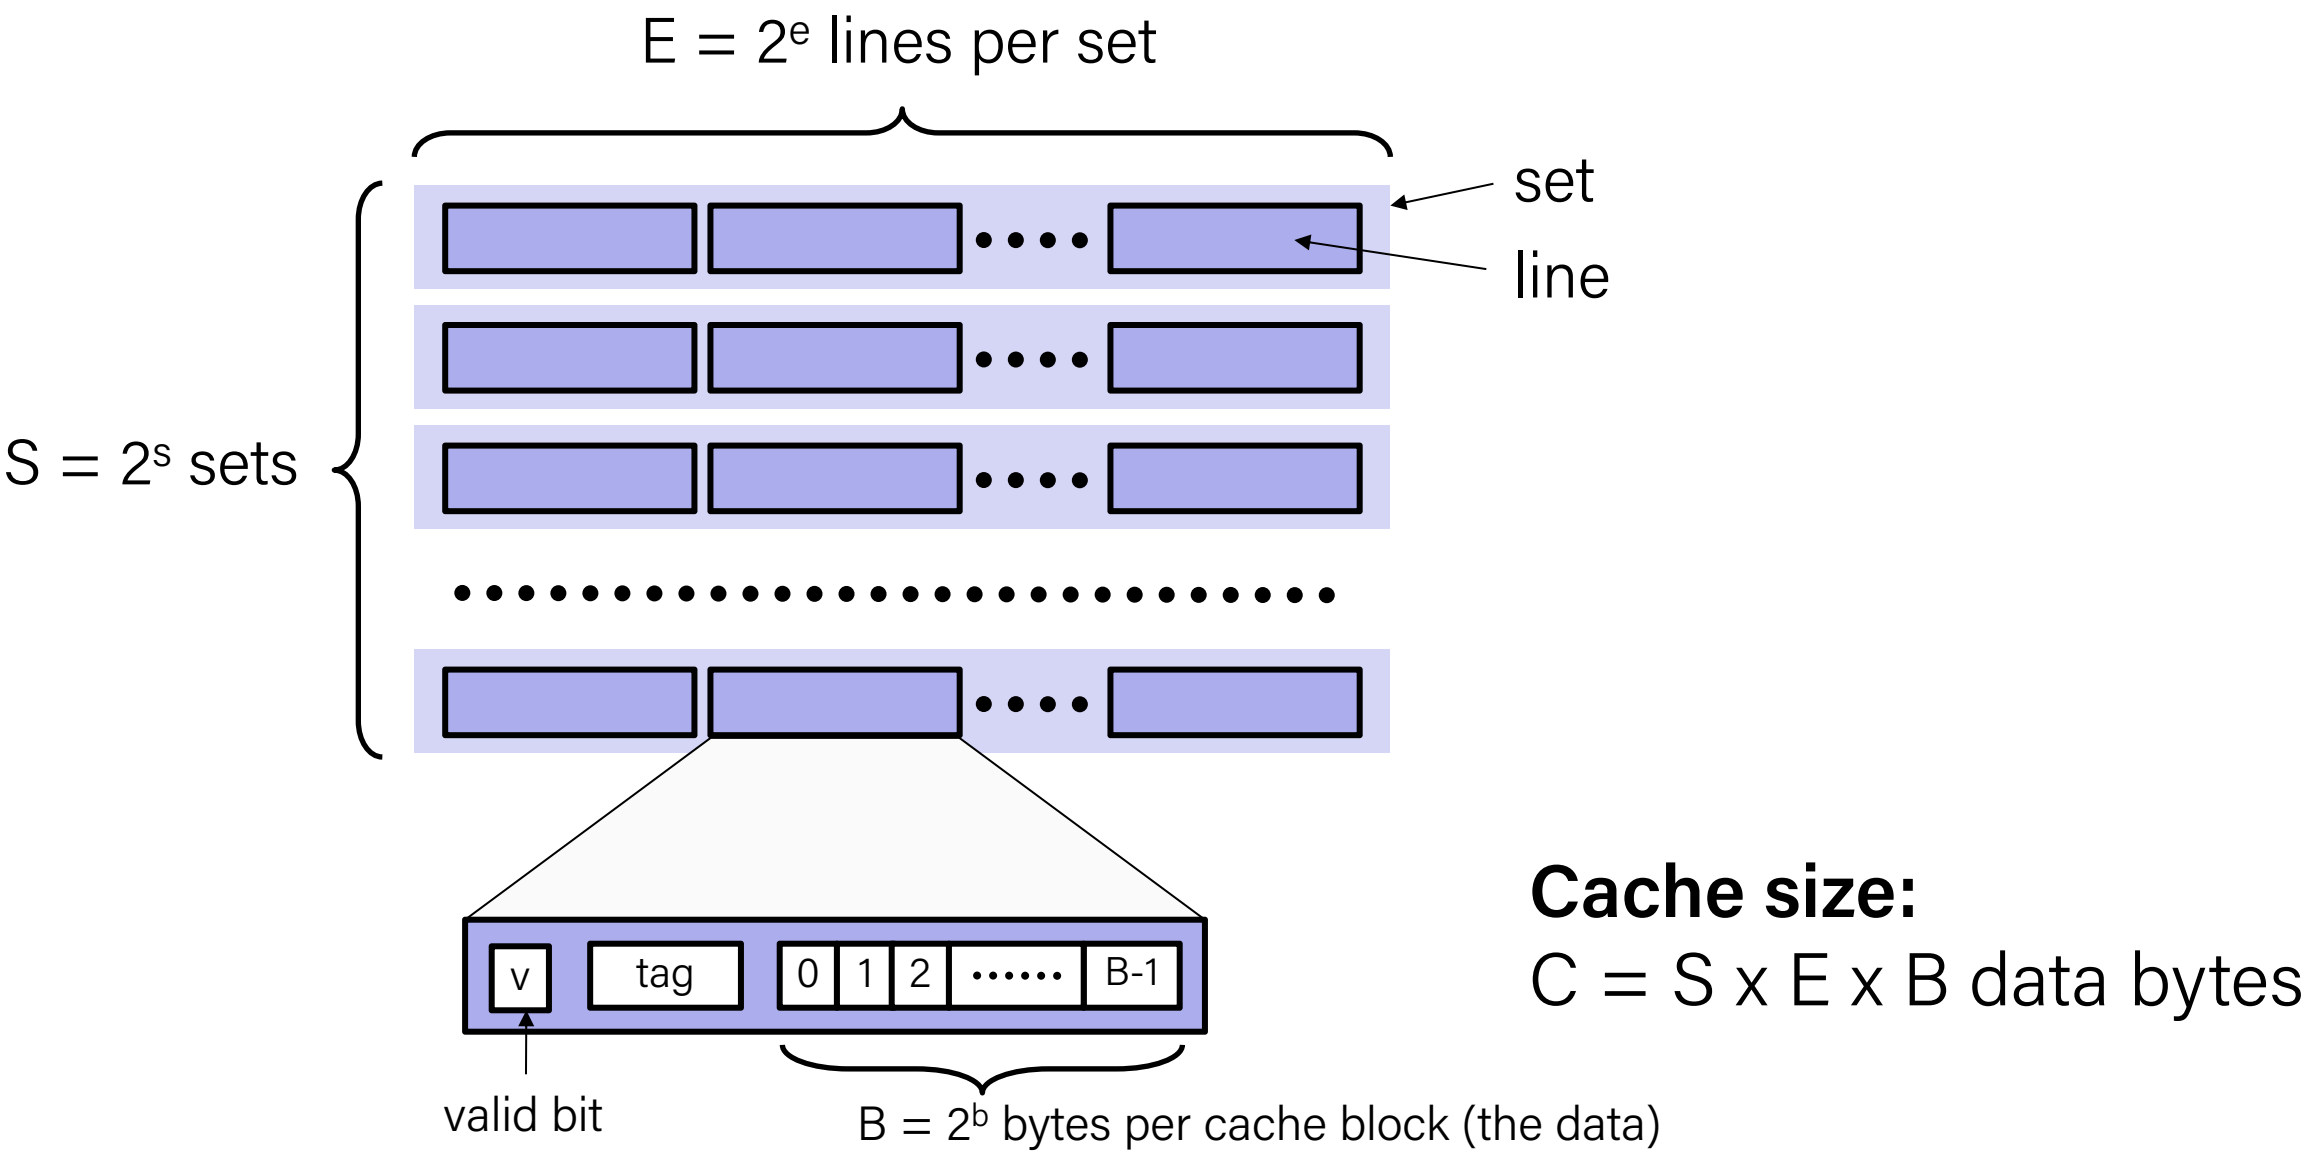 E = 2ᵉ lines per set
set
line
S = 2ˢ sets
v
tag
0 1 2 •••••• B-1
Cache size:
C = S x E x B data bytes
valid bit
B = 2ᵇ bytes per cache block (the data)